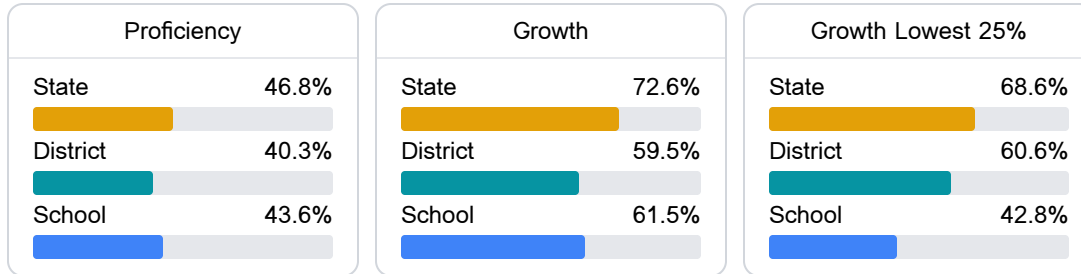 Proficiency
State 46.8%
District 40.3%
School 43.6%
Growth
State 72.6%
District 59.5%
School 61.5%
Growth Lowest 25%
State 68.6%
District 60.6%
School 42.8%